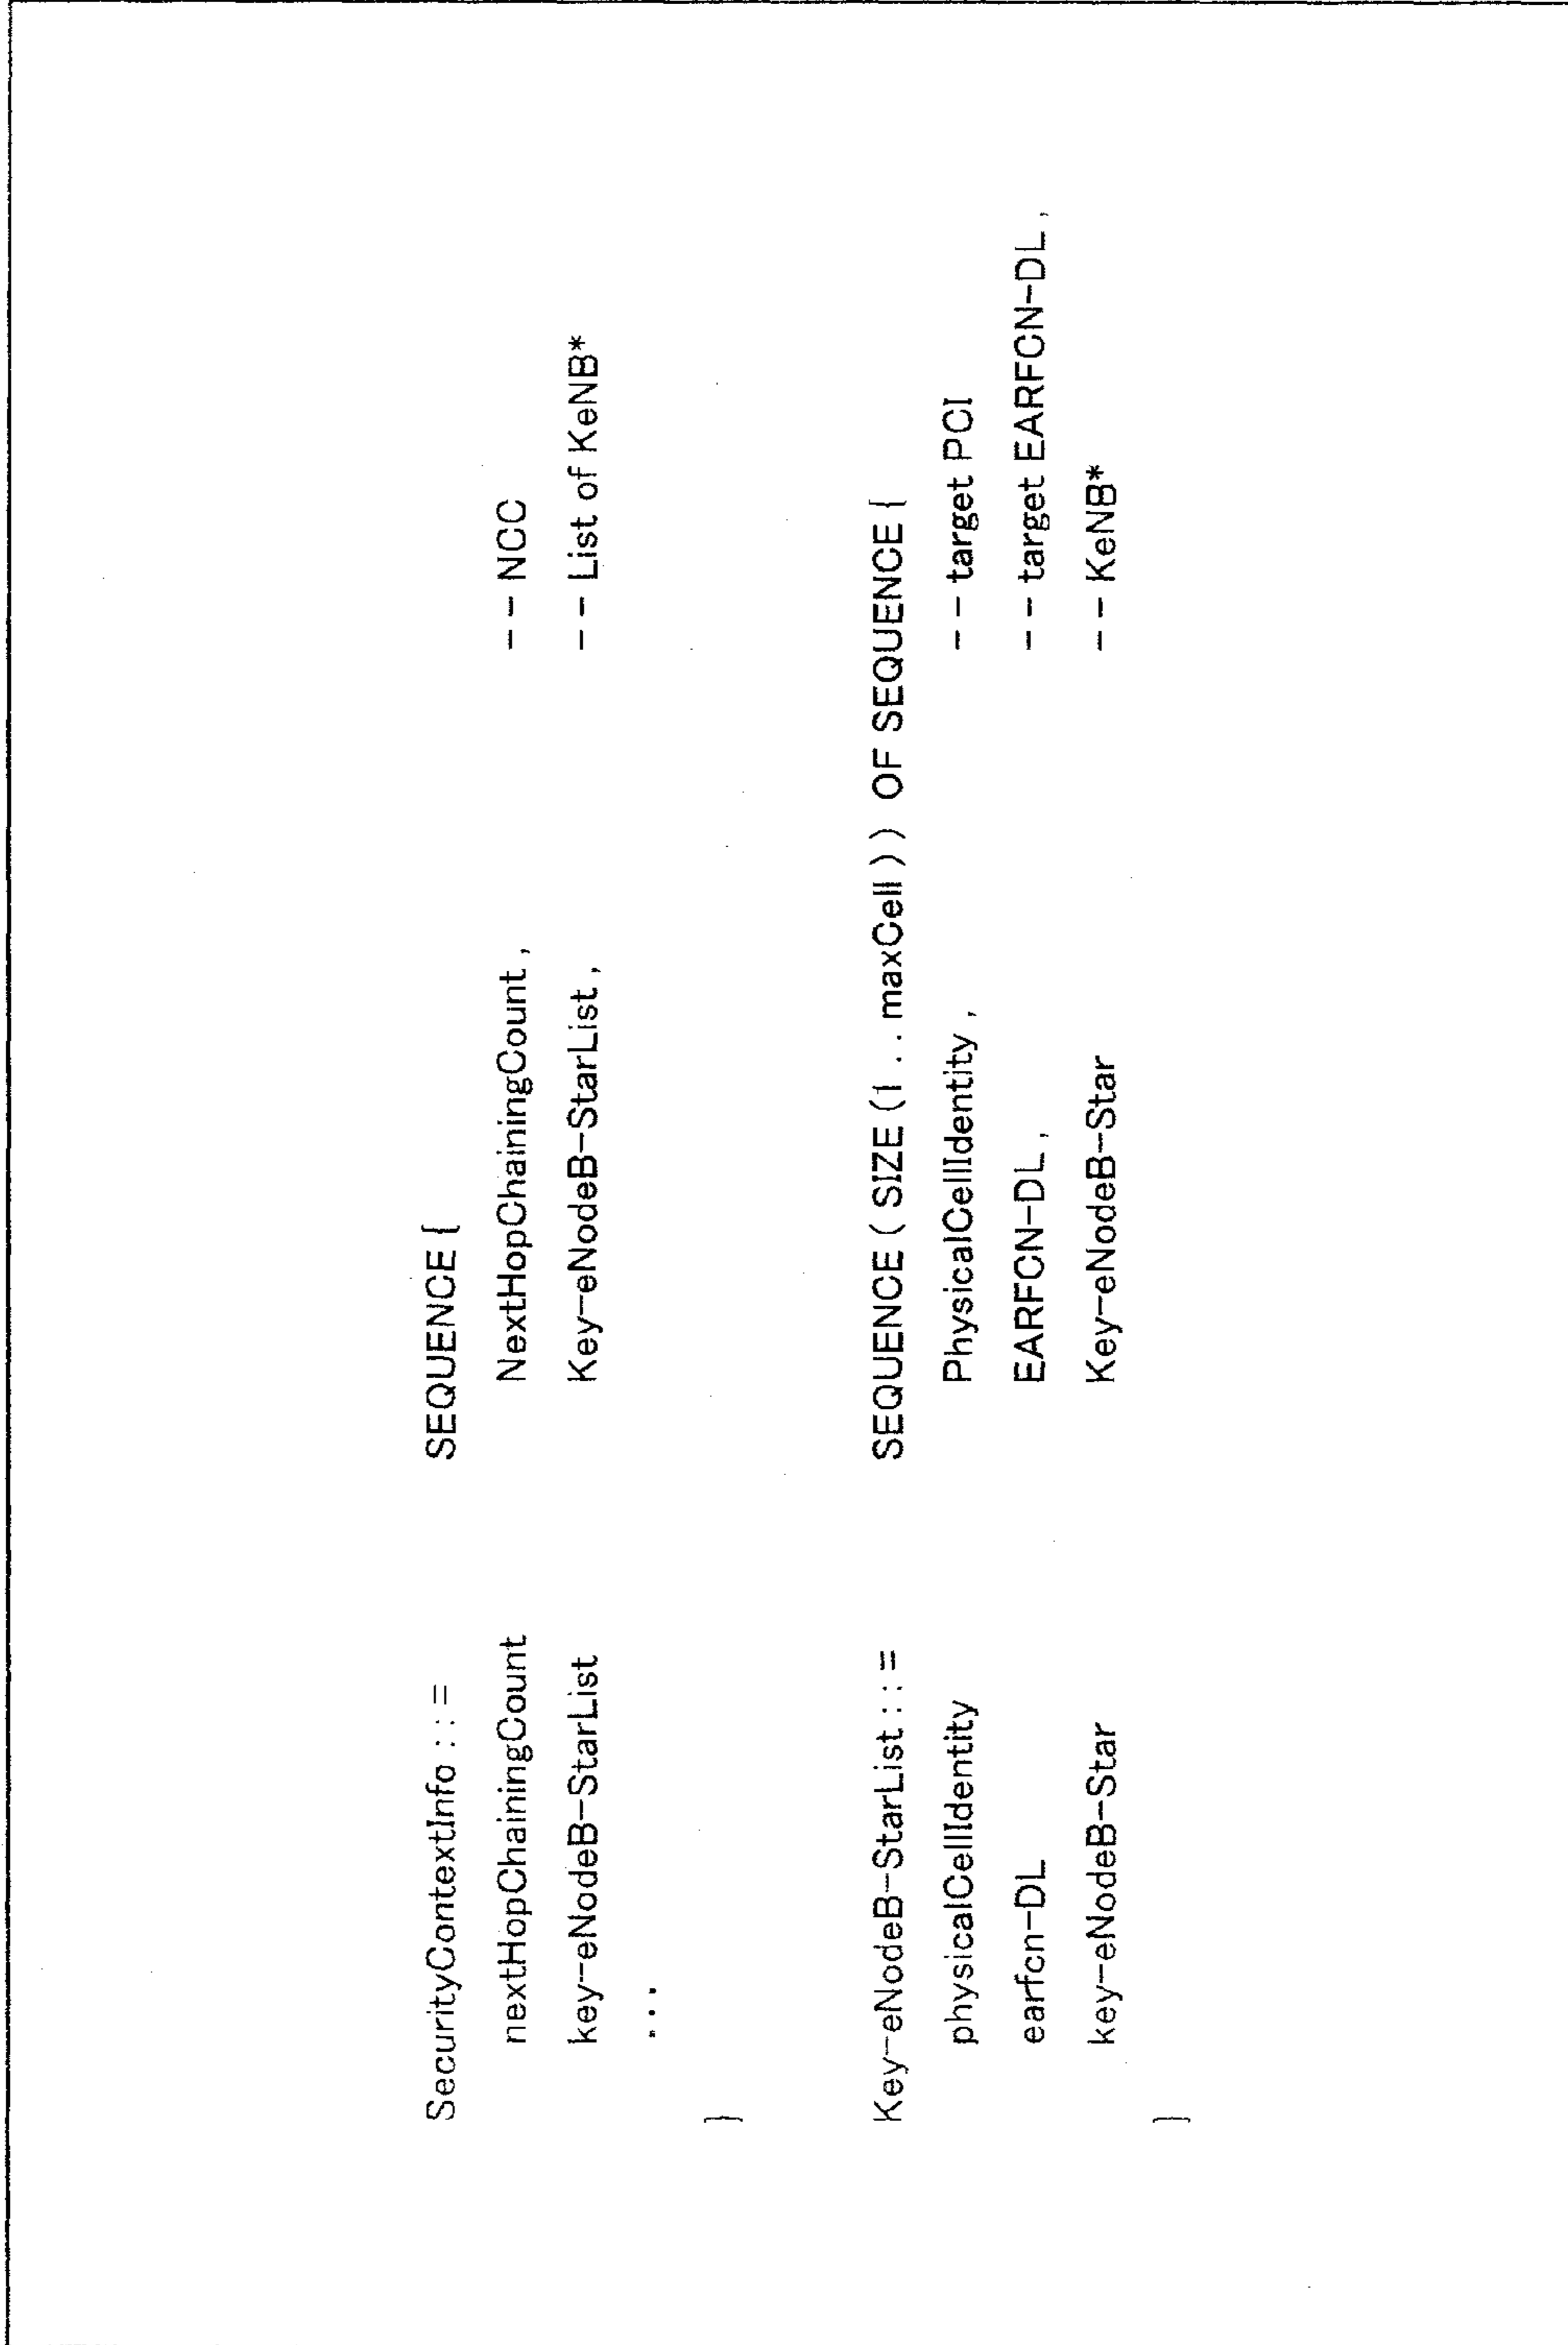 SecurityContextInfo ::= SEQUENCE {
nextHopChainingCount NextHopChainingCount, -- NCC
key-eNodeB-StarList Key-eNodeB-StarList, -- List of KeNB*
...
}
Key-eNodeB-StarList ::= SEQUENCE ( SIZE (1 . . maxCell ) ) OF SEQUENCE {
physicalCellIdentity PhysicalCellIdentity, -- target PCI
earfcn-DL EARFCN-DL, -- target EARFCN-DL,
key-eNodeB-Star Key-eNodeB-Star -- KeNB*
}